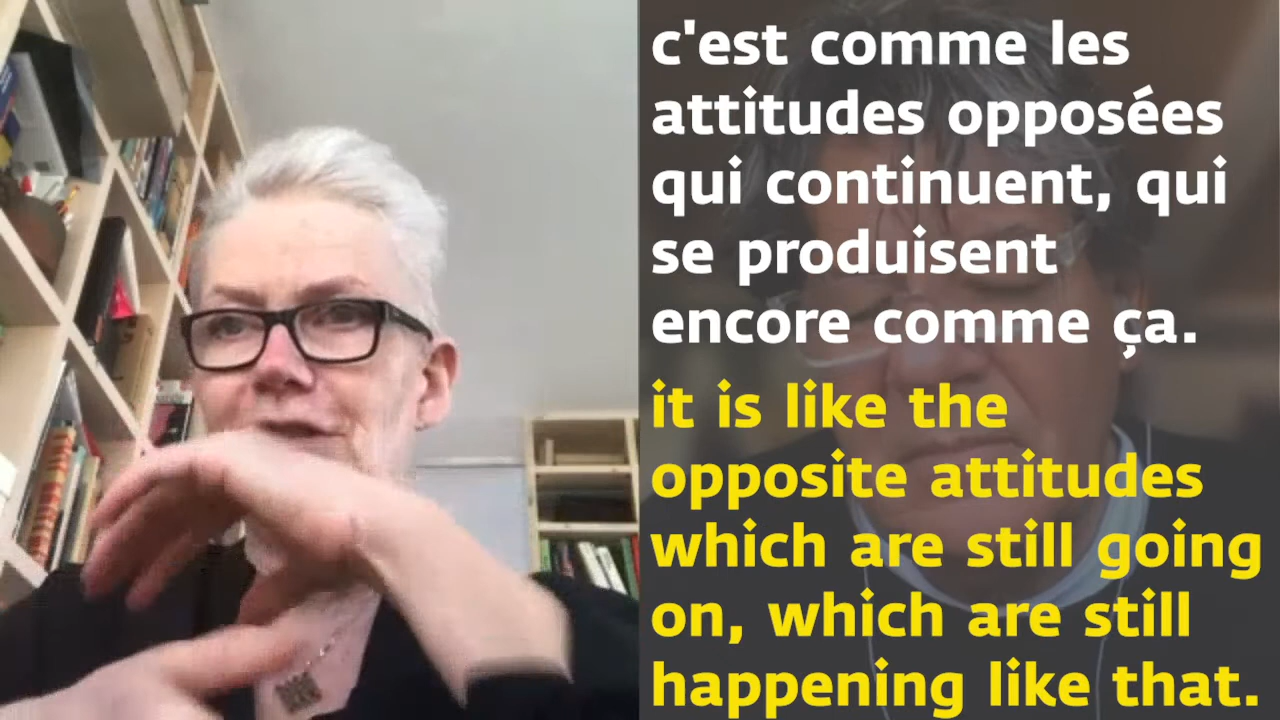 c'est comme les
attitudes opposées
qui continuent, qui
se produisent
encore comme ça.
it is like the
opposite attitudes
which are still going
on, which are still
happening like that.